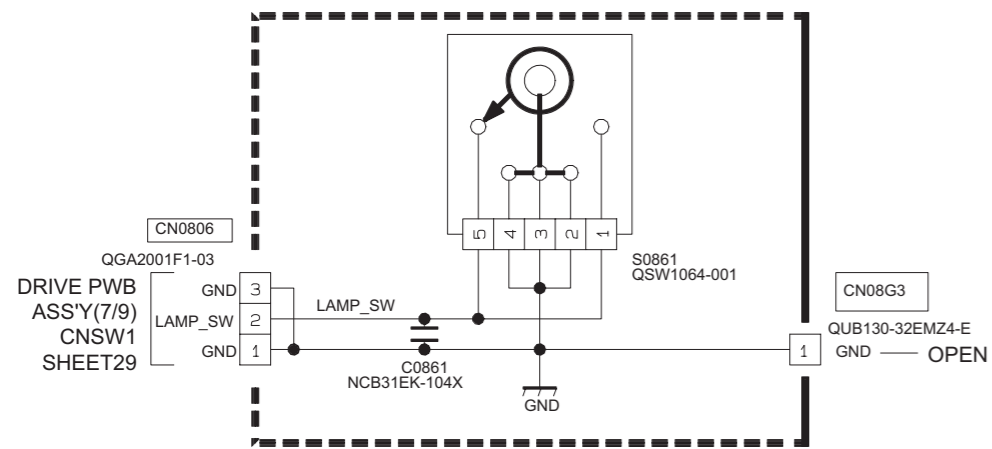 5 4 3 2 1
S0861
QSW1064-001
CN0806
QGA2001F1-03
DRIVE PWB
ASS'Y(7/9)
CNSW1
SHEET29
GND 3
LAMP_SW 2
GND 1
LAMP_SW
C0861
NCB31EK-104X
GND
CN08G3
QUB130-32EMZ4-E
1 GND OPEN